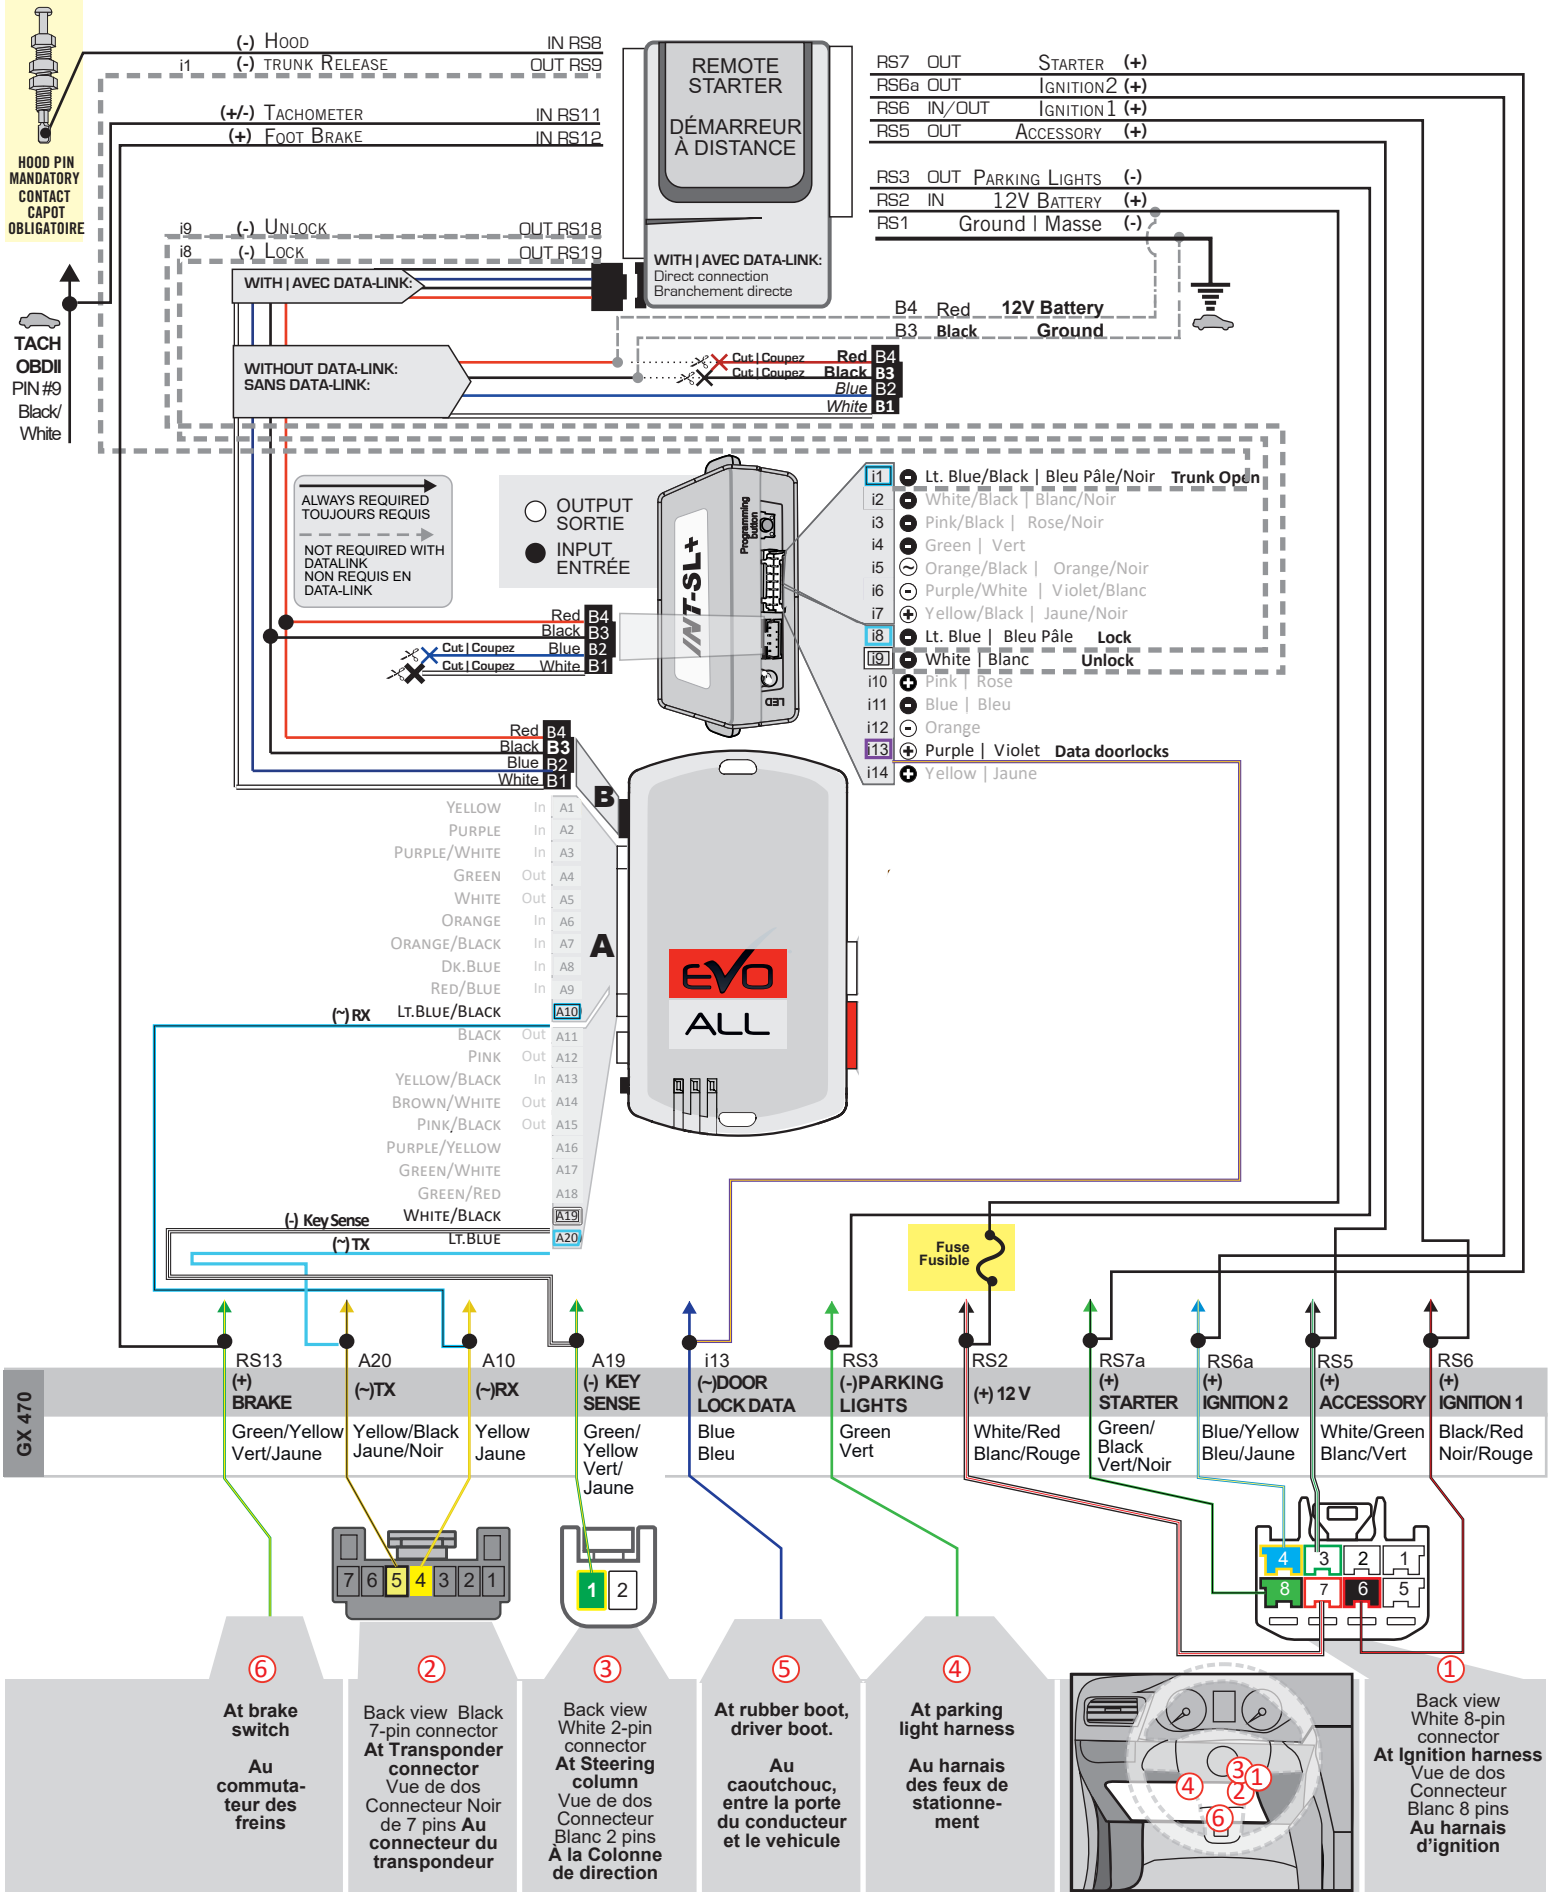 (-) HOOD IN RS8
i1 (-) TRUNK RELEASE OUT RS9
(+/-) TACHOMETER IN RS11
(+) FOOT BRAKE IN RS12
HOOD PIN
MANDATORY
CONTACT
CAPOT
OBLIGATOIRE
i9 (-) UNLOCK OUT RS18
i8 (-) LOCK OUT RS19
REMOTE
STARTER
DÉMARREUR
À DISTANCE
WITH | AVEC DATA-LINK:
Direct connection
Branchement directe
RS7 OUT STARTER (+)
RS6a OUT IGNITION2 (+)
RS6 IN/OUT IGNITION1 (+)
RS5 OUT ACCESSORY (+)
RS3 OUT PARKING LIGHTS (-)
RS2 IN 12V BATTERY (+)
RS1 Ground | Masse (-)
WITH | AVEC DATA-LINK:
B4 Red 12V Battery
B3 Black Ground
TACH
OBDII
PIN #9
Black/
White
WITHOUT DATA-LINK:
SANS DATA-LINK:
Cut | Coupez Red B4
Cut | Coupez Black B3
Blue B2
White B1
ALWAYS REQUIRED
TOUJOURS REQUIS
NOT REQUIRED WITH
DATALINK
NON REQUIS EN
DATA-LINK
OUTPUT
SORTIE
INPUT
ENTRÉE
Programming
button
INT-SL+
LED
i1 Lt. Blue/Black | Bleu Pâle/Noir Trunk Open
i2 White/Black | Blanc/Noir
i3 Pink/Black | Rose/Noir
i4 Green | Vert
i5 Orange/Black | Orange/Noir
i6 Purple/White | Violet/Blanc
i7 Yellow/Black | Jaune/Noir
i8 Lt. Blue | Bleu Pâle Lock
i9 White | Blanc Unlock
i10 Pink | Rose
i11 Blue | Bleu
i12 Orange
i13 Purple | Violet Data doorlocks
i14 Yellow | Jaune
Red B4
Black B3
Cut | Coupez Blue B2
Cut | Coupez White B1
Red B4
Black B3
Blue B2
White B1
B
A
YELLOW In A1
PURPLE In A2
PURPLE/WHITE In A3
GREEN Out A4
WHITE Out A5
ORANGE In A6
ORANGE/BLACK In A7
DK.BLUE In A8
RED/BLUE In A9
(~) RX LT.BLUE/BLACK A10
BLACK Out A11
PINK Out A12
YELLOW/BLACK In A13
BROWN/WHITE Out A14
PINK/BLACK Out A15
PURPLE/YELLOW A16
GREEN/WHITE A17
GREEN/RED A18
(-) Key Sense WHITE/BLACK A19
(~) TX LT.BLUE A20
EVO
ALL
Fuse
Fusible
GX 470
RS13
(+)
BRAKE
Green/Yellow
Vert/Jaune
A20
(~)TX
Yellow/Black
Jaune/Noir
A10
(~)RX
Yellow
Jaune
A19
(-) KEY
SENSE
Green/
Yellow
Vert/
Jaune
i13
(~)DOOR
LOCK DATA
Blue
Bleu
RS3
(-)PARKING
LIGHTS
Green
Vert
RS2
(+) 12 V
White/Red
Blanc/Rouge
RS7a
(+)
STARTER
Green/
Black
Vert/Noir
RS6a
(+)
IGNITION 2
Blue/Yellow
Bleu/Jaune
RS5
(+)
ACCESSORY
White/Green
Blanc/Vert
RS6
(+)
IGNITION 1
Black/Red
Noir/Rouge
7 6 5 4 3 2 1
1 2
4 3 2 1
8 7 6 5
6
At brake
switch
Au
commuta-
teur des
freins
2
Back view Black
7-pin connector
At Transponder
connector
Vue de dos
Connecteur Noir
de 7 pins Au
connecteur du
transpondeur
3
Back view
White 2-pin
connector
At Steering
column
Vue de dos
Connecteur
Blanc 2 pins
À la Colonne
de direction
5
At rubber boot,
driver boot.
Au
caoutchouc,
entre la porte
du conducteur
et le vehicule
4
At parking
light harness
Au harnais
des feux de
stationne-
ment
3
1
4
2
6
1
Back view
White 8-pin
connector
At Ignition harness
Vue de dos
Connecteur
Blanc 8 pins
Au harnais
d'ignition